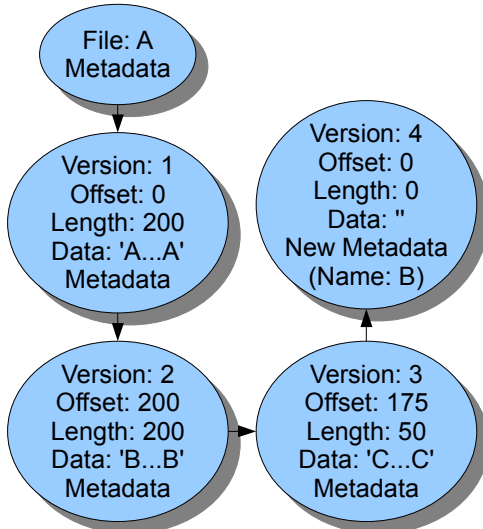 File: A
Metadata
Version: 1
Offset: 0
Length: 200
Data: 'A...A'
Metadata
Version: 2
Offset: 200
Length: 200
Data: 'B...B'
Metadata
Version: 3
Offset: 175
Length: 50
Data: 'C...C'
Metadata
Version: 4
Offset: 0
Length: 0
Data: ''
New Metadata
(Name: B)